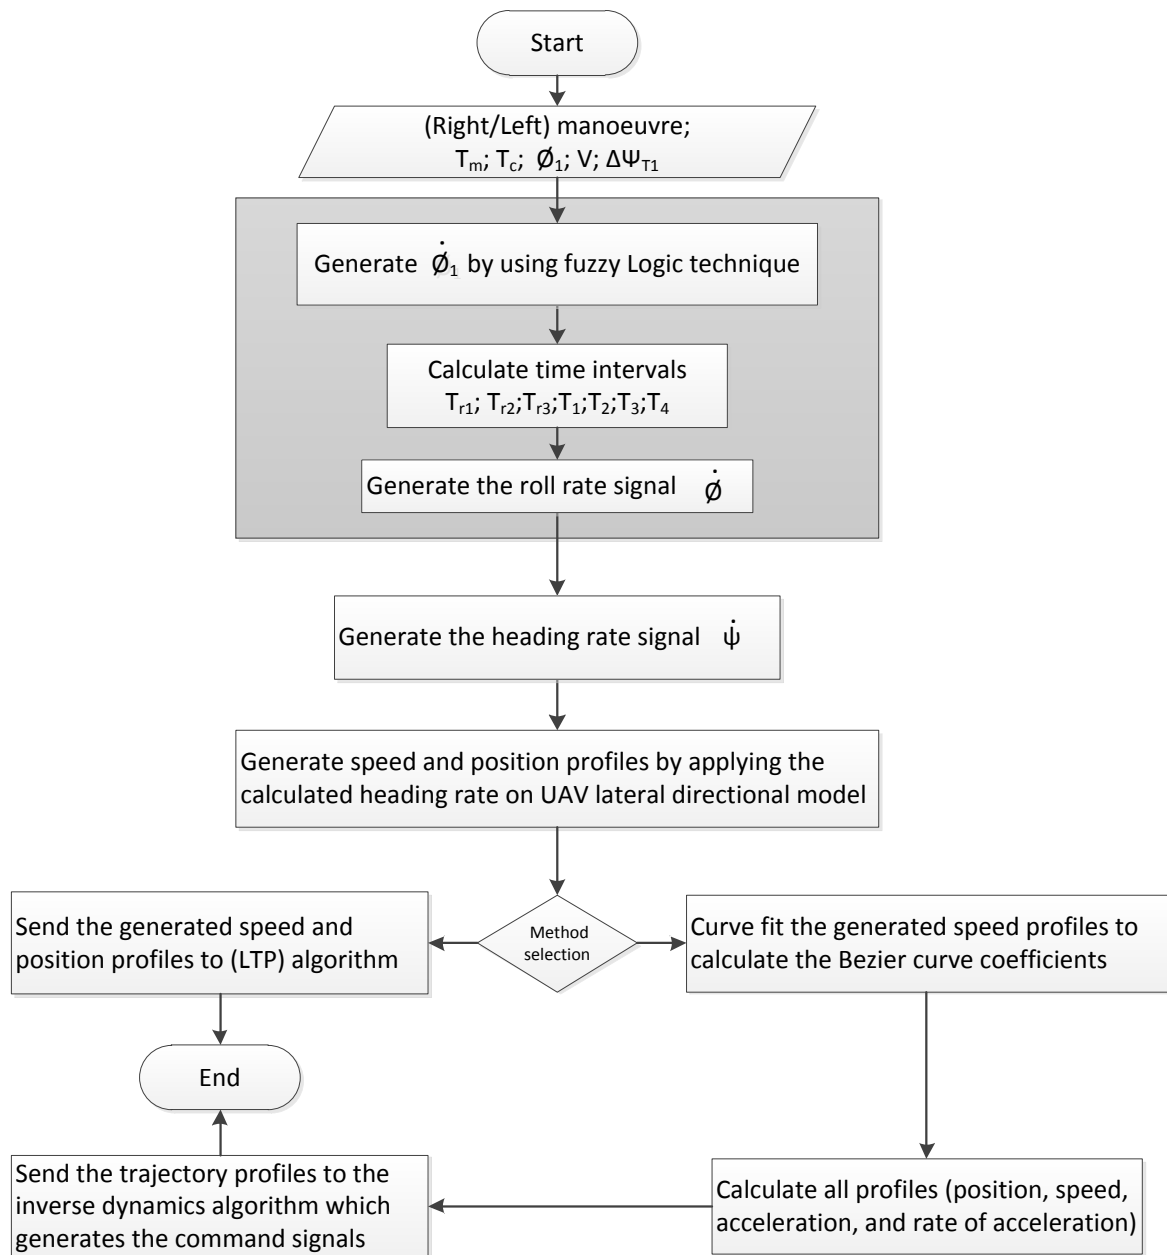 Start
(Right/Left) manoeuvre;
Tₘ; T_c; Ø₁; V; ΔΨ_T1
Generate Ø̇₁ by using fuzzy Logic technique
Calculate time intervals
T_r1; T_r2;T_r3;T₁;T₂;T₃;T₄
Generate the roll rate signal Ø̇
Generate the heading rate signal ψ̇
Generate speed and position profiles by applying the
calculated heading rate on UAV lateral directional model
Method
selection
Send the generated speed and
position profiles to (LTP) algorithm
Curve fit the generated speed profiles to
calculate the Bezier curve coefficients
End
Send the trajectory profiles to the
inverse dynamics algorithm which
generates the command signals
Calculate all profiles (position, speed,
acceleration, and rate of acceleration)